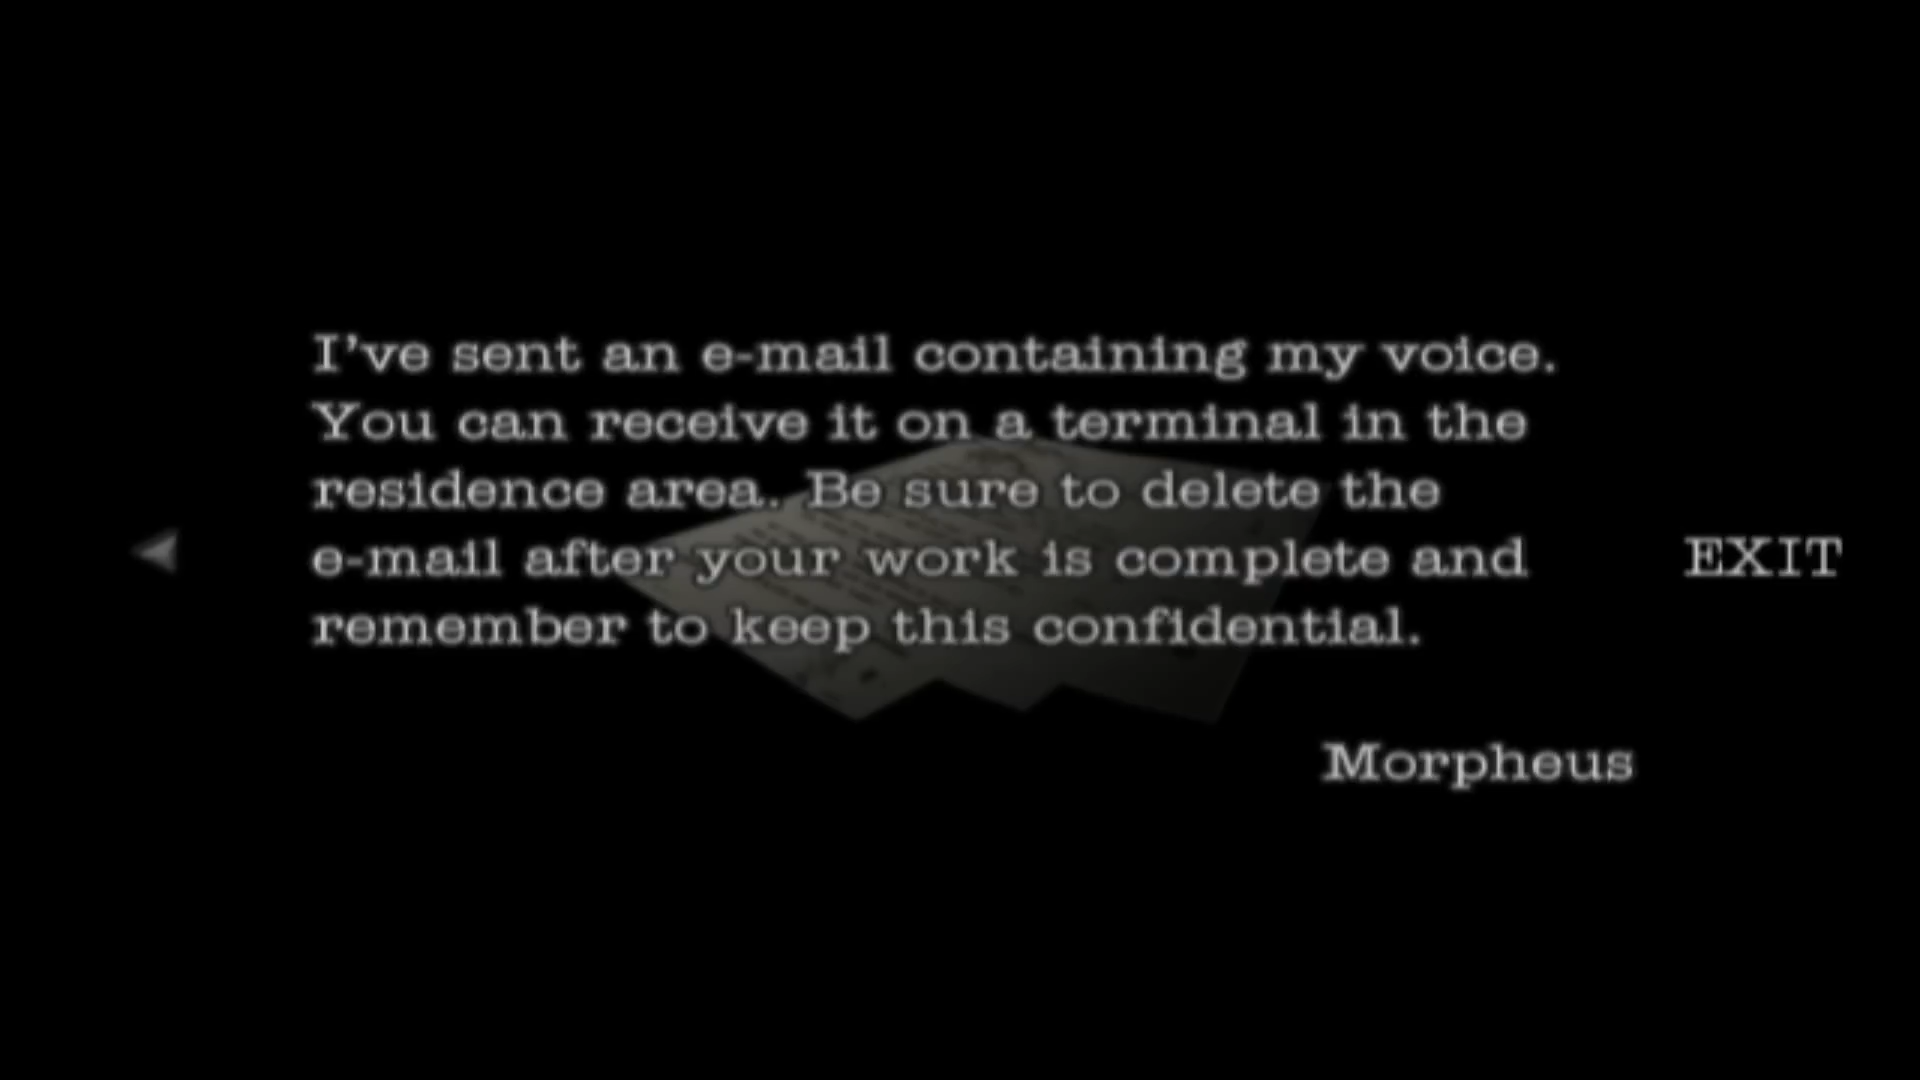 I've sent an e-mail containing my voice.
You can receive it on a terminal in the
residence area. Be sure to delete the
e-mail after your work is complete and
remember to keep this confidential.
EXIT
Morpheus